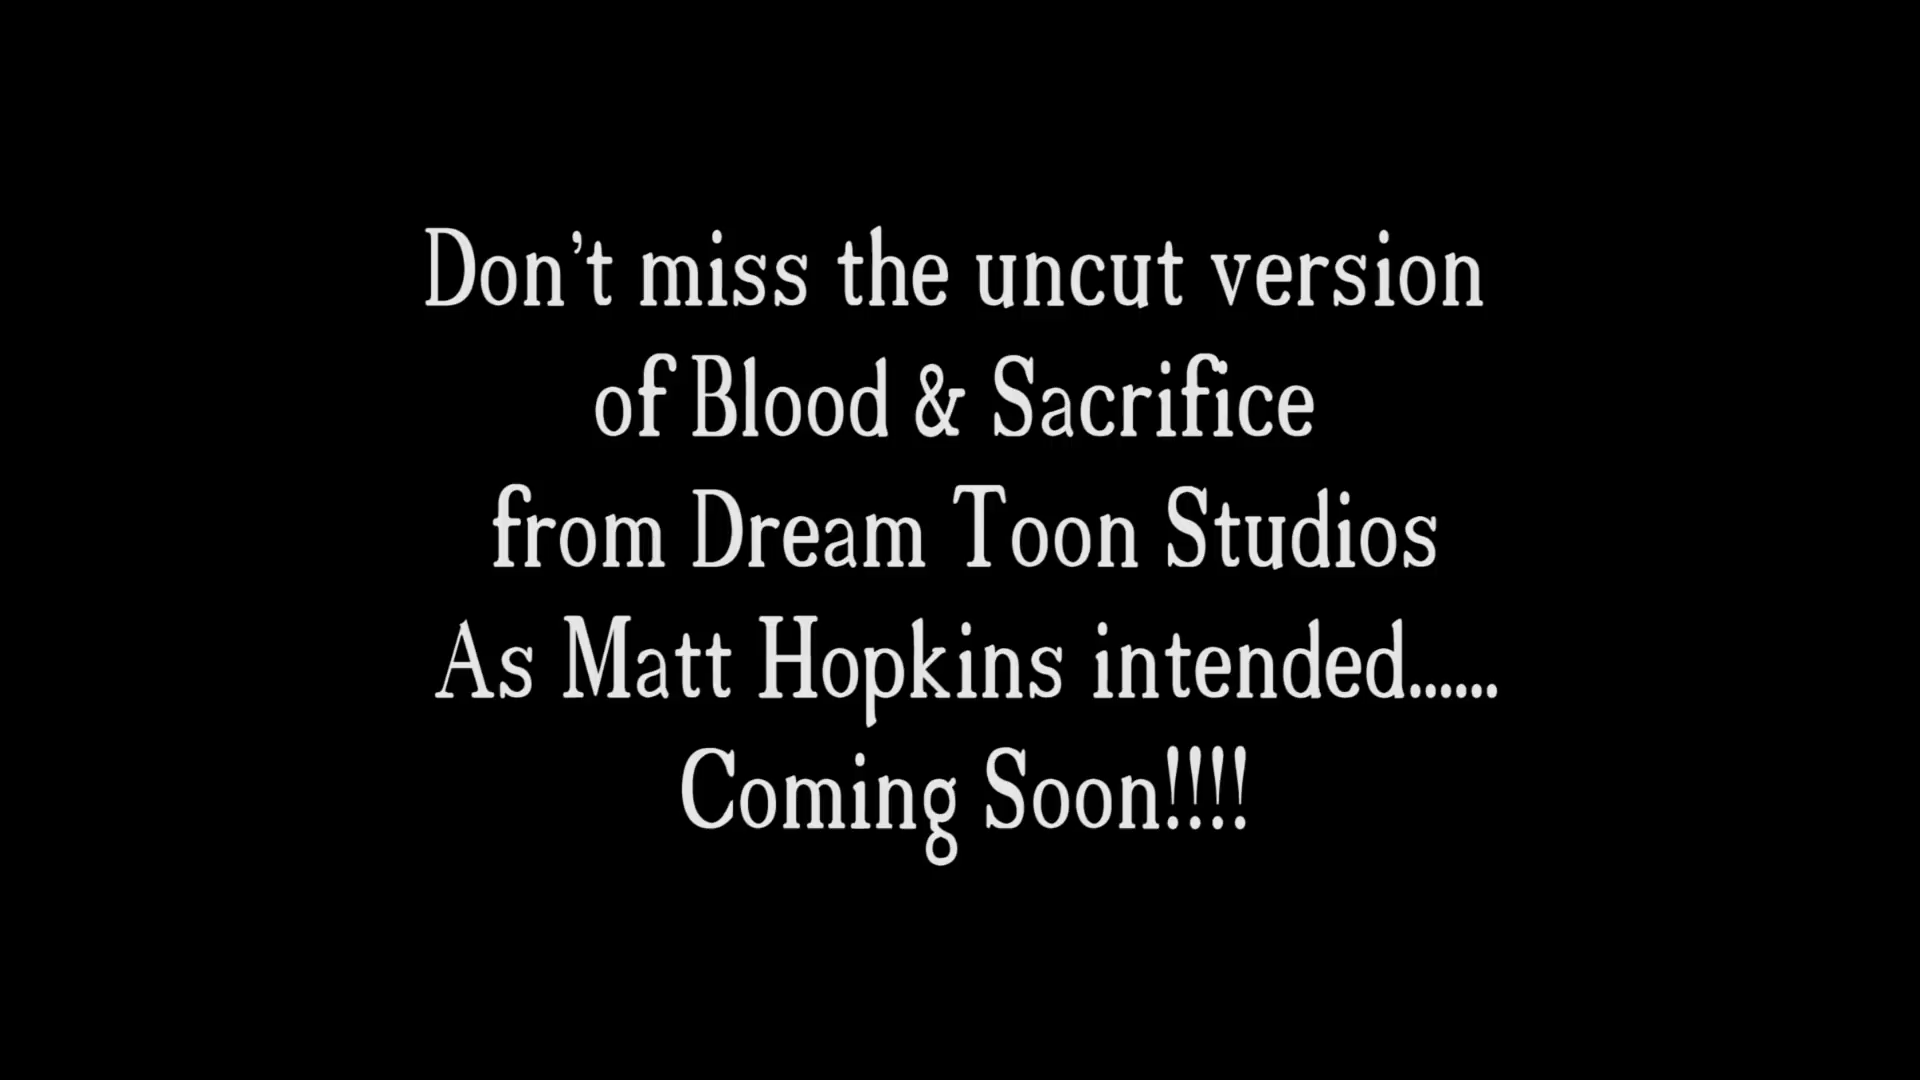 Don't miss the uncut version
of Blood & Sacrifice
from Dream Toon Studios
As Matt Hopkins intended......
Coming Soon!!!!